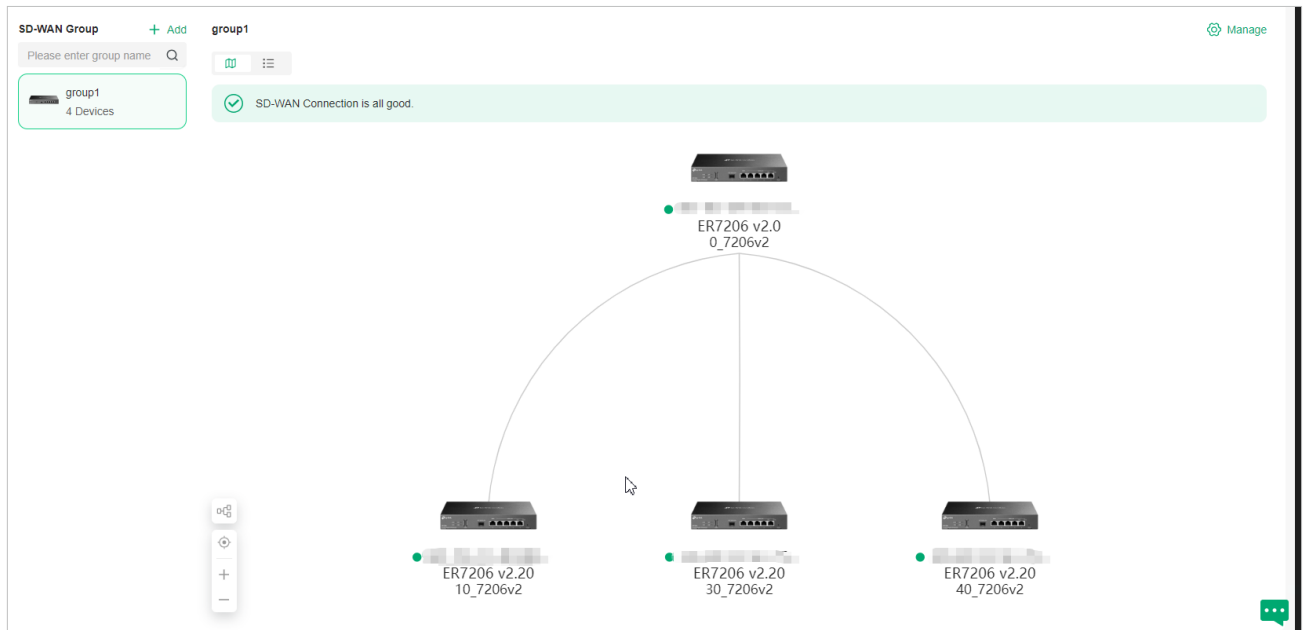 SD-WAN Group
+ Add
Please enter group name
group1
4 Devices
group1
Manage
SD-WAN Connection is all good.
ER7206 v2.0
0_7206v2
ER7206 v2.20
10_7206v2
ER7206 v2.20
30_7206v2
ER7206 v2.20
40_7206v2